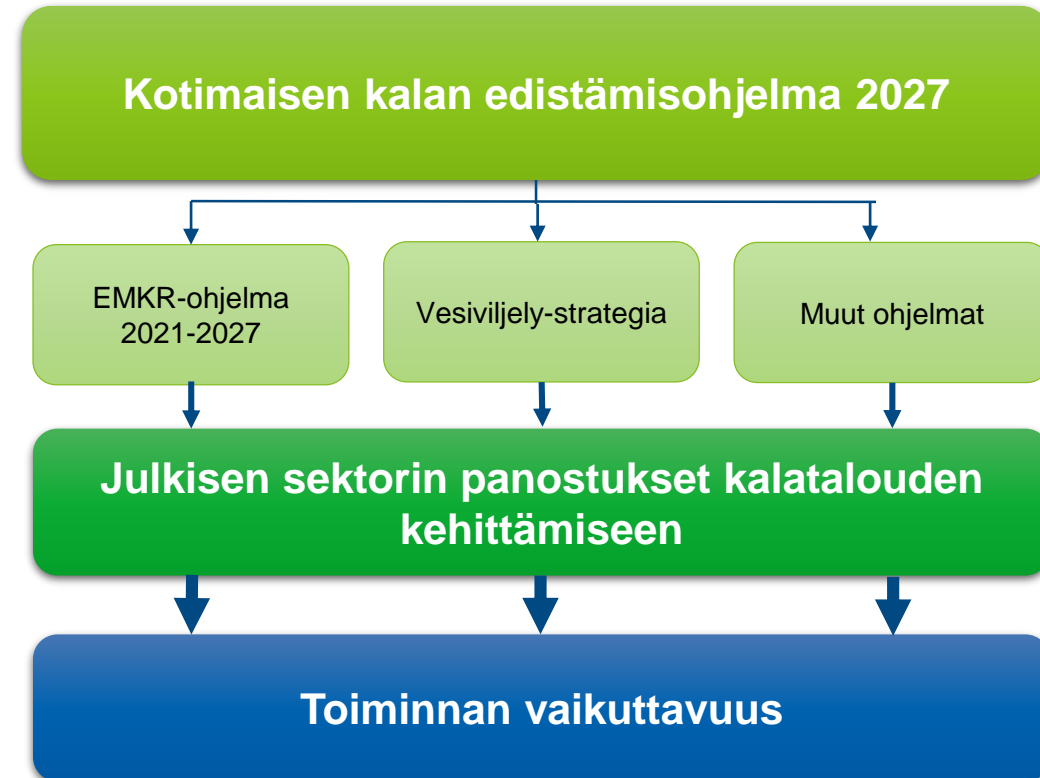 Kotimaisen kalan edistämisohjelma 2027
EMKR-ohjelma
2021-2027
Vesiviljely-strategia
Muut ohjelmat
Julkisen sektorin panostukset kalatalouden
kehittämiseen
Toiminnan vaikuttavuus